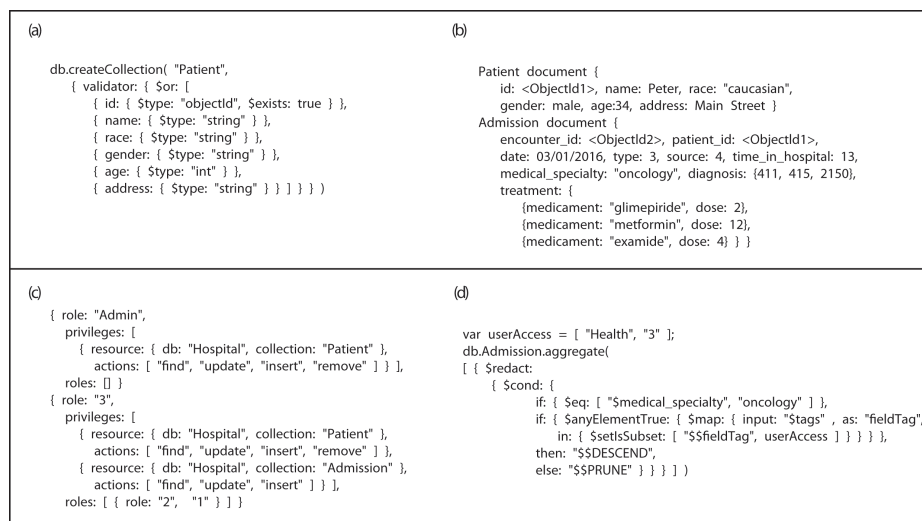 (a)
db.createCollection( "Patient",
{ validator: { $or: [
{ id: { $type: "objectId", $exists: true } },
{ name: { $type: "string" } },
{ race: { $type: "string" } },
{ gender: { $type: "string" } },
{ age: { $type: "int" } },
{ address: { $type: "string" } } ] } } )
(b)
Patient document {
id: <ObjectId1>, name: Peter, race: "caucasian",
gender: male, age:34, address: Main Street }
Admission document {
encounter_id: <ObjectId2>, patient_id: <ObjectId1>,
date: 03/01/2016, type: 3, source: 4, time_in_hospital: 13,
medical_specialty: "oncology", diagnosis: {411, 415, 2150},
treatment: {
{medicament: "glimepiride", dose: 2},
{medicament: "metformin", dose: 12},
{medicament: "examide", dose: 4} } }
(c)
{ role: "Admin",
privileges: [
{ resource: { db: "Hospital", collection: "Patient" },
actions: [ "find", "update", "insert", "remove" ] } ],
roles: [] }
{ role: "3",
privileges: [
{ resource: { db: "Hospital", collection: "Patient" },
actions: [ "find", "update", "insert", "remove" ] },
{ resource: { db: "Hospital", collection: "Admission" },
actions: [ "find", "update", "insert" ] } ],
roles: [ { role: "2", "1" } ] }
(d)
var userAccess = [ "Health", "3" ];
db.Admission.aggregate(
[ { $redact:
{ $cond: {
if: { $eq: [ "$medical_specialty", "oncology" ] },
if: { $anyElementTrue: { $map: { input: "$tags" , as: "fieldTag",
in: { $setIsSubset: [ "$$fieldTag", userAccess ] } } } },
then: "$$DESCEND",
else: "$$PRUNE" } } } ] )